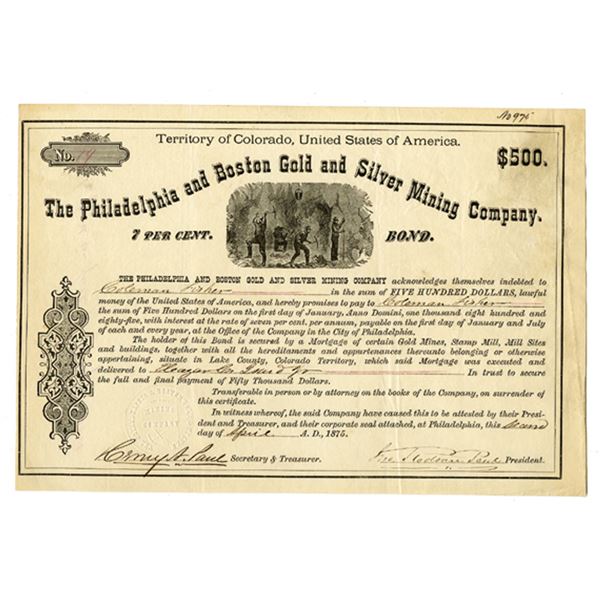 No 975
Territory of Colorado, United States of America.
No. 14
$500.
The Philadelphia and Boston Gold and Silver Mining Company.
7 PER CENT. BOND.
THE PHILADELPHIA AND BOSTON GOLD AND SILVER MINING COMPANY acknowledges themselves indebted to
Coleman Fisher in the sum of FIVE HUNDRED DOLLARS, lawful
money of the United States of America, and hereby promises to pay to Coleman Fisher
the sum of Five Hundred Dollars on the first day of January, Anno Domini, one thousand eight hundred and
eighty-five, with interest at the rate of seven per cent. per annum, payable on the first day of January and July
of each and every year, at the Office of the Company in the City of Philadelphia.
The holder of this Bond is secured by a Mortgage of certain Gold Mines, Stamp Mill, Mill Sites
and buildings, together with all the hereditaments and appurtenances thereunto belonging or otherwise
appertaining, situate in Lake County, Colorado Territory, which said Mortgage was executed and
delivered to In trust to secure
the full and final payment of Fifty Thousand Dollars.
Transferable in person or by attorney on the books of the Company, on surrender of
this certificate.
In witness whereof, the said Company have caused this to be attested by their Presi-
dent and Treasurer, and their corporate seal attached, at Philadelphia, this Second
day of April A. D., 1875.
Henry N. Paul Secretary & Treasurer. Paul President.